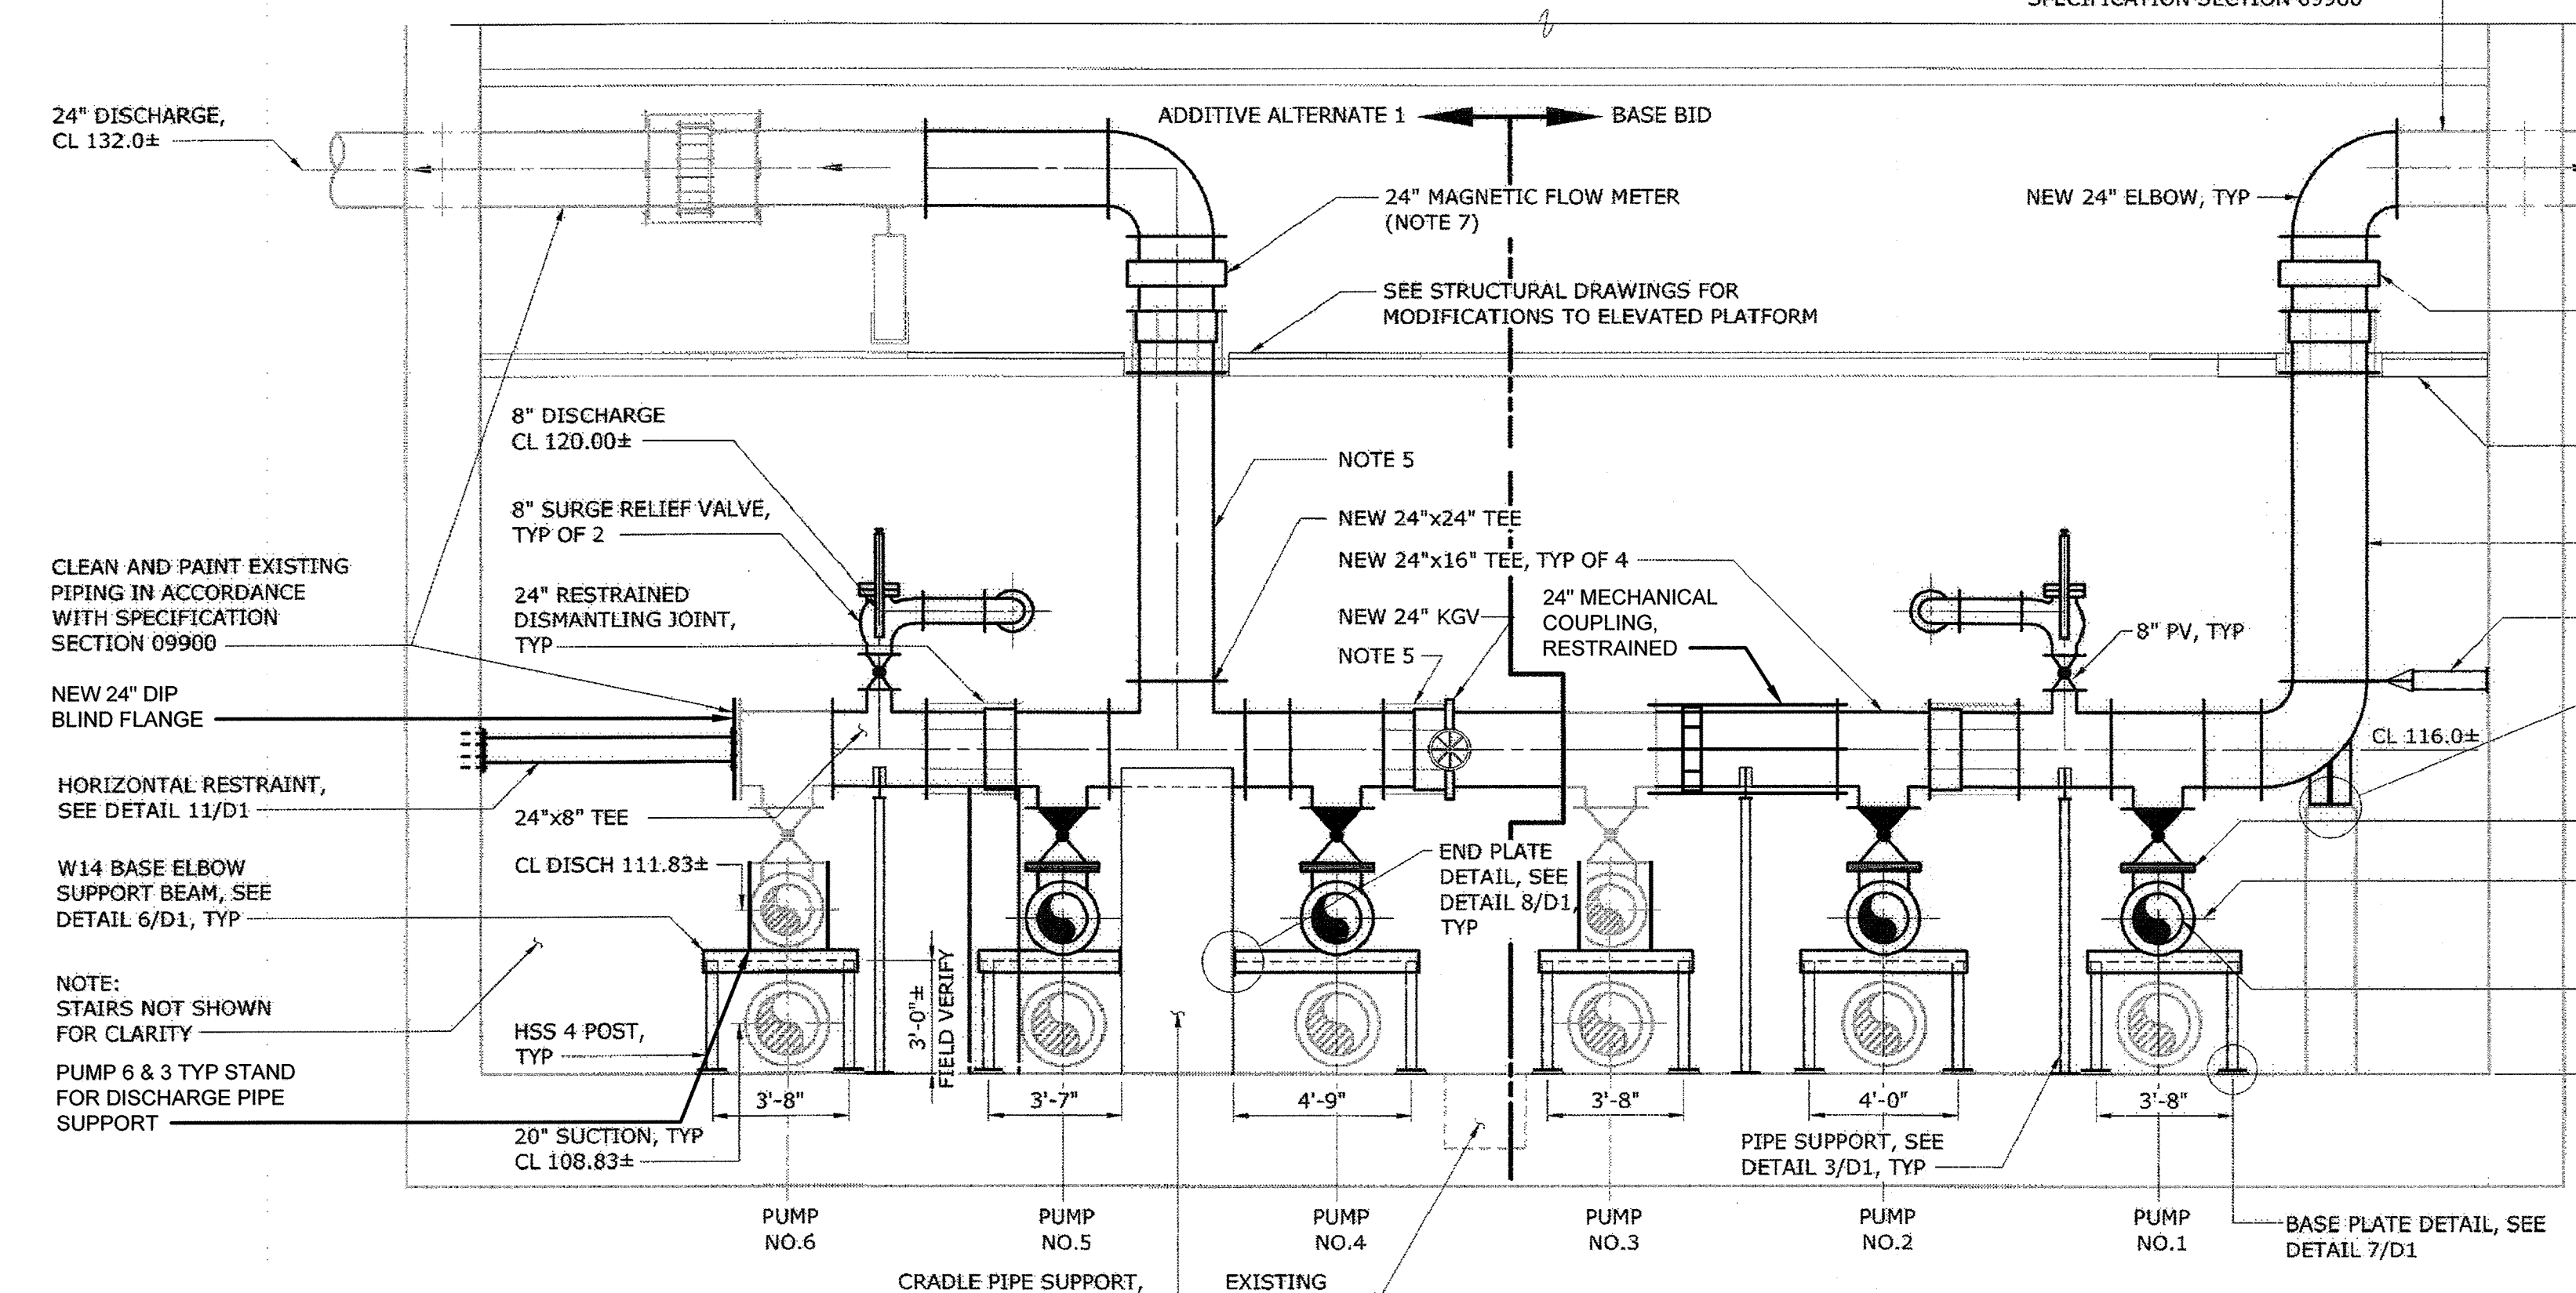 SPECIFICATION SECTION 09900
24" DISCHARGE,
CL 132.0±
ADDITIVE ALTERNATE 1
BASE BID
24" MAGNETIC FLOW METER
(NOTE 7)
NEW 24" ELBOW, TYP
SEE STRUCTURAL DRAWINGS FOR
MODIFICATIONS TO ELEVATED PLATFORM
8" DISCHARGE
CL 120.00±
NOTE 5
8" SURGE RELIEF VALVE,
TYP OF 2
NEW 24"x24" TEE
NEW 24"x16" TEE, TYP OF 4
CLEAN AND PAINT EXISTING
PIPING IN ACCORDANCE
WITH SPECIFICATION
SECTION 09900
24" RESTRAINED
DISMANTLING JOINT,
TYP
NEW 24" KGV
NOTE 5
24" MECHANICAL
COUPLING,
RESTRAINED
8" PV, TYP
NEW 24" DIP
BLIND FLANGE
CL 116.0±
HORIZONTAL RESTRAINT,
SEE DETAIL 11/D1
24"x8" TEE
W14 BASE ELBOW
SUPPORT BEAM, SEE
DETAIL 6/D1, TYP
CL DISCH 111.83±
END PLATE
DETAIL, SEE
DETAIL 8/D1,
TYP
NOTE:
STAIRS NOT SHOWN
FOR CLARITY
HSS 4 POST,
TYP
3'-0"±
FIELD VERIFY
PUMP 6 & 3 TYP STAND
FOR DISCHARGE PIPE
SUPPORT
3'-8"
3'-7"
4'-9"
3'-8"
4'-0"
3'-8"
20" SUCTION, TYP
CL 108.83±
PIPE SUPPORT, SEE
DETAIL 3/D1, TYP
PUMP
NO.6
PUMP
NO.5
PUMP
NO.4
PUMP
NO.3
PUMP
NO.2
PUMP
NO.1
BASE PLATE DETAIL, SEE
DETAIL 7/D1
CRADLE PIPE SUPPORT,
EXISTING